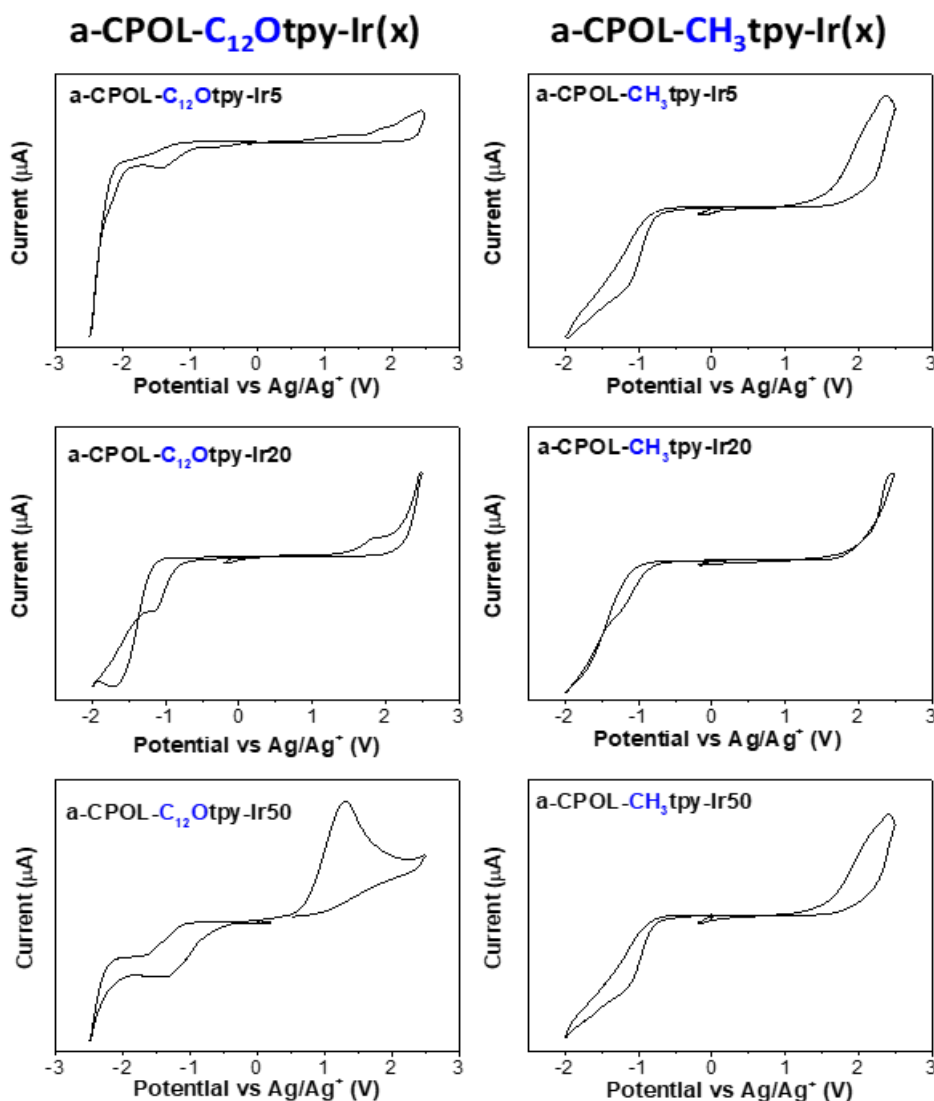 a-CPOL-C₁₂Otpy-Ir(x)
a-CPOL-CH₃tpy-Ir(x)
a-CPOL-C₁₂Otpy-Ir5
Current (μA)
-3 -2 -1 0 1 2 3
Potential vs Ag/Ag⁺ (V)
a-CPOL-CH₃tpy-Ir5
Current (μA)
-2 -1 0 1 2 3
Potential vs Ag/Ag⁺ (V)
a-CPOL-C₁₂Otpy-Ir20
Current (μA)
-2 -1 0 1 2 3
Potential vs Ag/Ag⁺ (V)
a-CPOL-CH₃tpy-Ir20
Current (μA)
-2 -1 0 1 2 3
Potential vs Ag/Ag⁺ (V)
a-CPOL-C₁₂Otpy-Ir50
Current (μA)
-3 -2 -1 0 1 2 3
Potential vs Ag/Ag⁺ (V)
a-CPOL-CH₃tpy-Ir50
Current (μA)
-2 -1 0 1 2 3
Potential vs Ag/Ag⁺ (V)